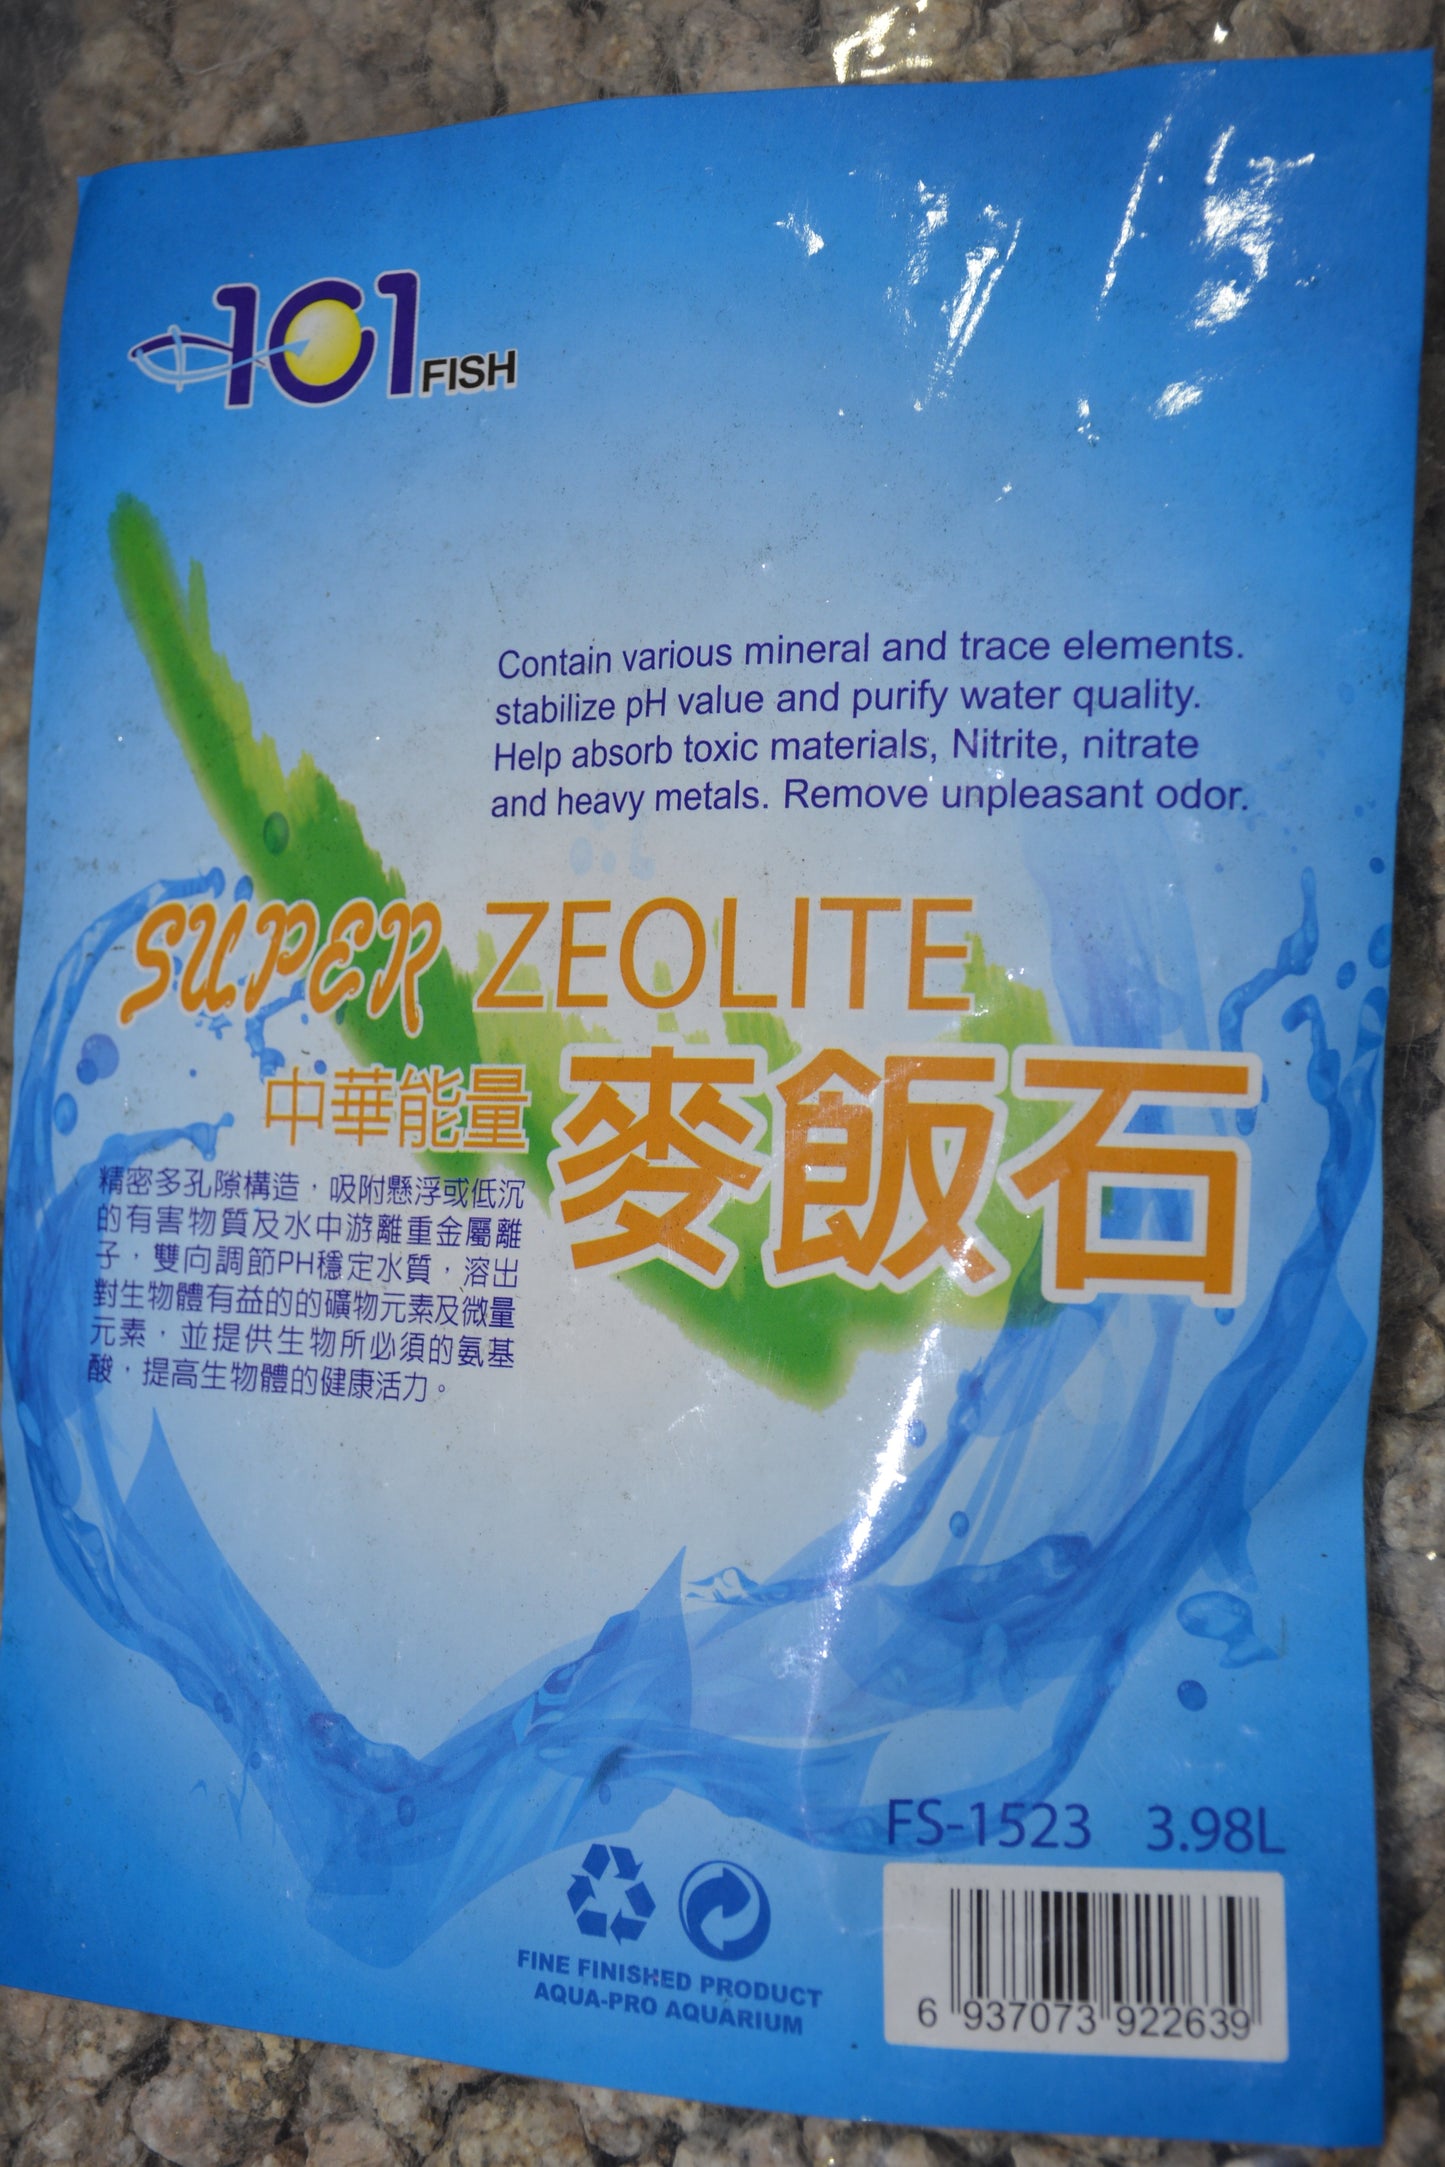 101 FISH
Contain various mineral and trace elements.
stabilize pH value and purify water quality.
Help absorb toxic materials, Nitrite, nitrate
and heavy metals. Remove unpleasant odor.
SUPER ZEOLITE
中華能量 麥飯石
精密多孔隙構造，吸附懸浮或低沉
的有害物質及水中游離重金屬離
子，雙向調節PH穩定水質，溶出
對生物體有益的的礦物元素及微量
元素，並提供生物所必須的氨基
酸，提高生物體的健康活力。
FS-1523 3.98L
FINE FINISHED PRODUCT
AQUA-PRO AQUARIUM
6 937073 922639